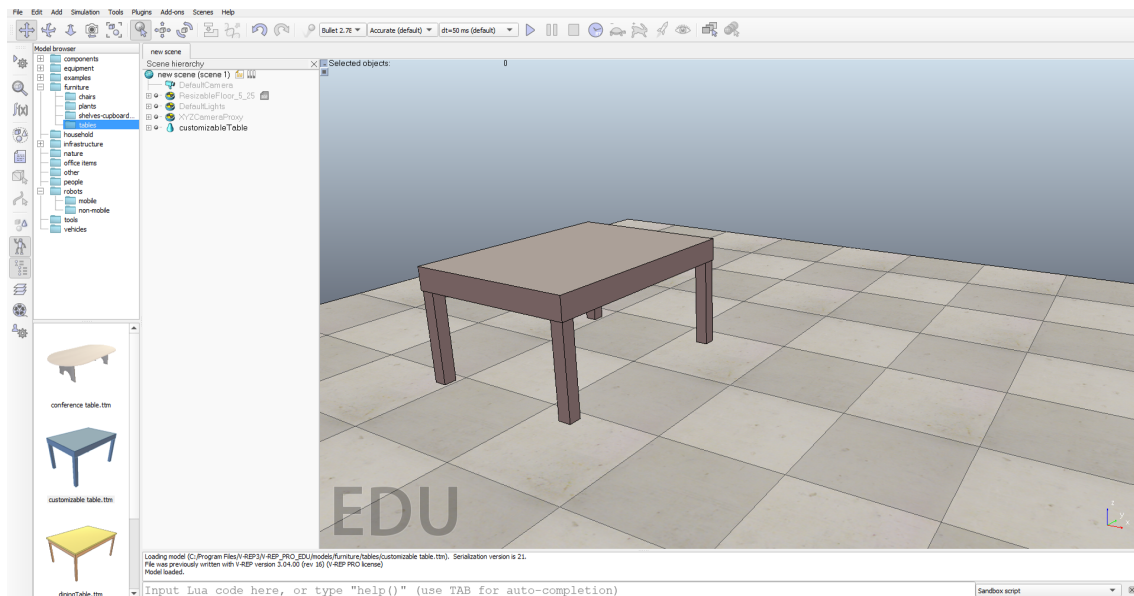 File Edit Add Simulation Tools Plugins Add-ons Scenes Help
Bullet 2.78 Accurate (default) dt=50 ms (default)
Model browser
components
equipment
examples
furniture
chairs
plants
shelves-cupboard...
tables
household
infrastructure
nature
office items
other
people
robots
mobile
non-mobile
tools
vehicles
conference table.ttm
customizable table.ttm
diningTable.ttm
new scene
Scene hierarchy
new scene (scene 1)
DefaultCamera
ResizableFloor_5_25
DefaultLights
XYZCameraProxy
customizableTable
Selected objects: 0
EDU
z
y
x
Loading model (C:/Program Files/V-REP3/V-REP_PRO_EDU/models/furniture/tables/customizable table.ttm). Serialization version is 21.
File was previously written with V-REP version 3.04.00 (rev 16) (V-REP PRO license)
Model loaded.
Input Lua code here, or type "help()" (use TAB for auto-completion)
Sandbox script